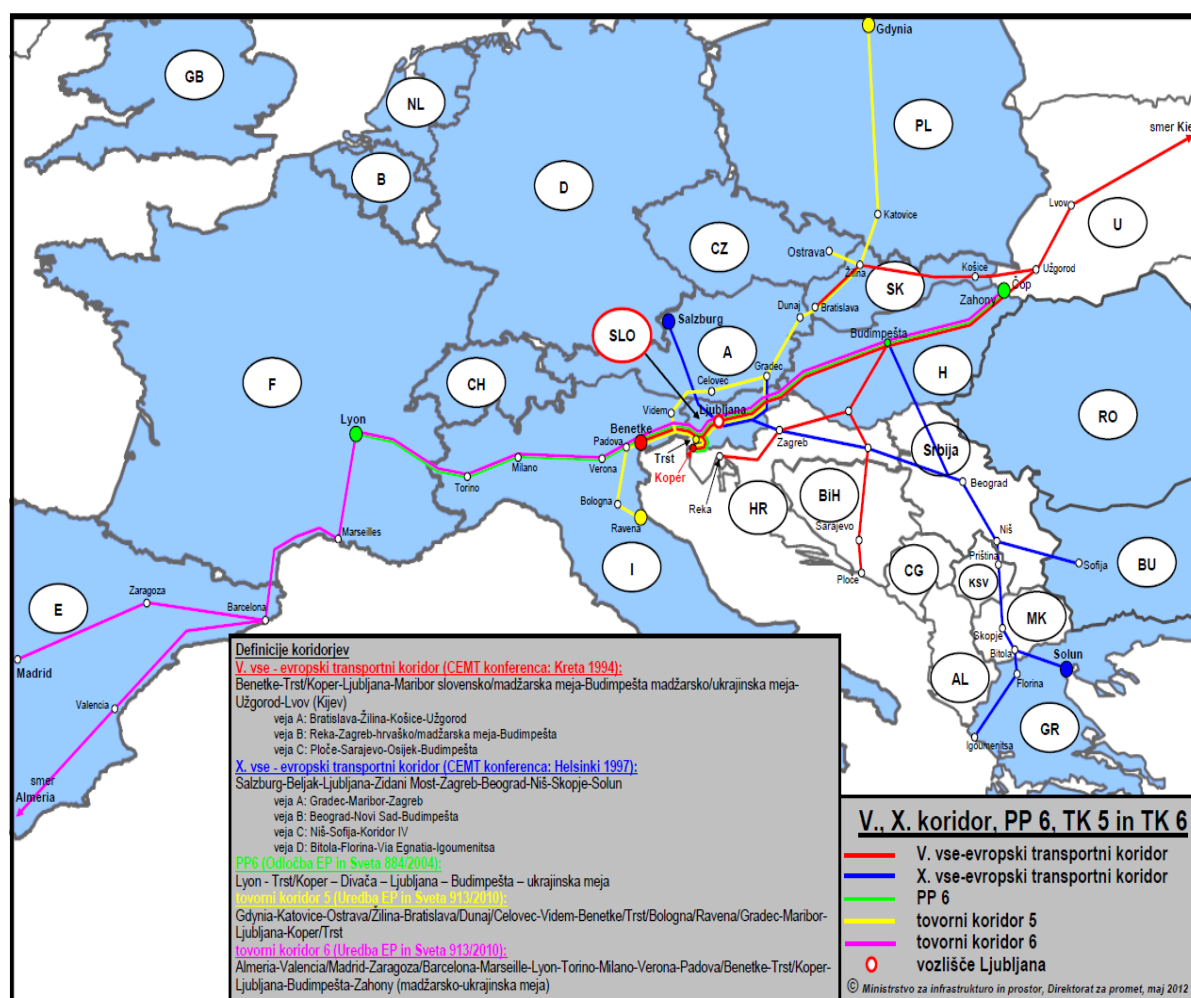 GB
NL
B
D
PL
CZ
SK
U
A
CH
F
H
RO
SLO
HR
BiH
Srbija
CG
KSV
MK
BU
AL
GR
I
E
Gdynia
smer Kie
Katovice
Lvov
Ostrava
Žilina
Košice
Užgorod
Čop
Zahony
Dunaj
Bratislava
Budimpešta
Salzburg
Gradec
Celovec
Videm
Ljubljana
Lyon
Benetke
Padova
Zagreb
Milano
Verona
Trst
Koper
Torino
Reka
Bologna
Ravena
Beograd
Marseilles
Sarajevo
Niš
Priština
Sofija
Ploče
Zaragoza
Barcelona
Skopje
Bitola
Solun
Madrid
Florina
Valencia
Igoumenitsa
smer
Almeria
Definicije koridorjev
V. vse - evropski transportni koridor (CEMT konferenca: Kreta 1994):
Benetke-Trst/Koper-Ljubljana-Maribor slovensko/madžarska meja-Budimpešta madžarsko/ukrajinska meja-
Užgorod-Lvov (Kijev)
veja A: Bratislava-Žilina-Košice-Užgorod
veja B: Reka-Zagreb-hrvaško/madžarska meja-Budimpešta
veja C: Ploče-Sarajevo-Osijek-Budimpešta
X. vse - evropski transportni koridor (CEMT konferenca: Helsinki 1997):
Salzburg-Beljak-Ljubljana-Zidani Most-Zagreb-Beograd-Niš-Skopje-Solun
veja A: Gradec-Maribor-Zagreb
veja B: Beograd-Novi Sad-Budimpešta
veja C: Niš-Sofija-Koridor IV
veja D: Bitola-Florina-Via Egnatia-Igoumenitsa
PP6 (Odločba EP in Sveta 884/2004):
Lyon - Trst/Koper – Divača – Ljubljana – Budimpešta – ukrajinska meja
tovorni koridor 5 (Uredba EP in Sveta 913/2010):
Gdynia-Katovice-Ostrava/Žilina-Bratislava/Dunaj/Celovec-Videm-Benetke/Trst/Bologna/Ravena/Gradec-Maribor-
Ljubljana-Koper/Trst
tovorni koridor 6 (Uredba EP in Sveta 913/2010):
Almeria-Valencia/Madrid-Zaragoza/Barcelona-Marseille-Lyon-Torino-Milano-Verona-Padova/Benetke-Trst/Koper-
Ljubljana-Budimpešta-Zahony (madžarsko-ukrajinska meja)
V., X. koridor, PP 6, TK 5 in TK 6
V. vse-evropski transportni koridor
X. vse-evropski transportni koridor
PP 6
tovorni koridor 5
tovorni koridor 6
vozlišče Ljubljana
© Ministrstvo za infrastrukturo in prostor, Direktorat za promet, maj 2012